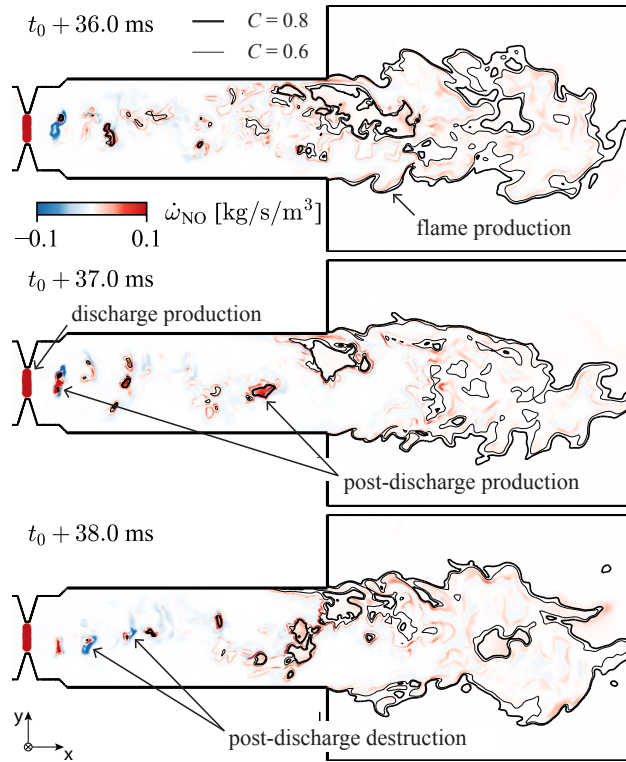 t₀ + 36.0 ms
C = 0.8
C = 0.6
ω̇_NO [kg/s/m³]
−0.1 0.1
flame production
t₀ + 37.0 ms
discharge production
post-discharge production
t₀ + 38.0 ms
post-discharge destruction
y
x